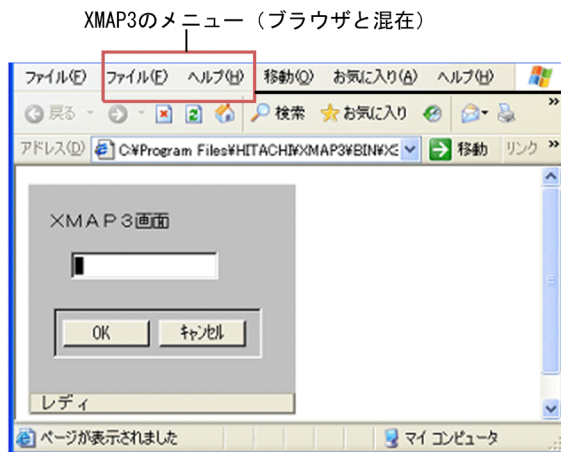 XMAP3のメニュー（ブラウザと混在）
ファイル(F) ファイル(F) ヘルプ(H) 移動(O) お気に入り(A) ヘルプ(H)
戻る 検索 お気に入り »
アドレス(D) C:¥Program Files¥HITACHI¥XMAP3¥BIN¥X 移動 リンク »
ＸＭＡＰ３画面
OK キャンセル
レディ
ページが表示されました マイ コンピュータ